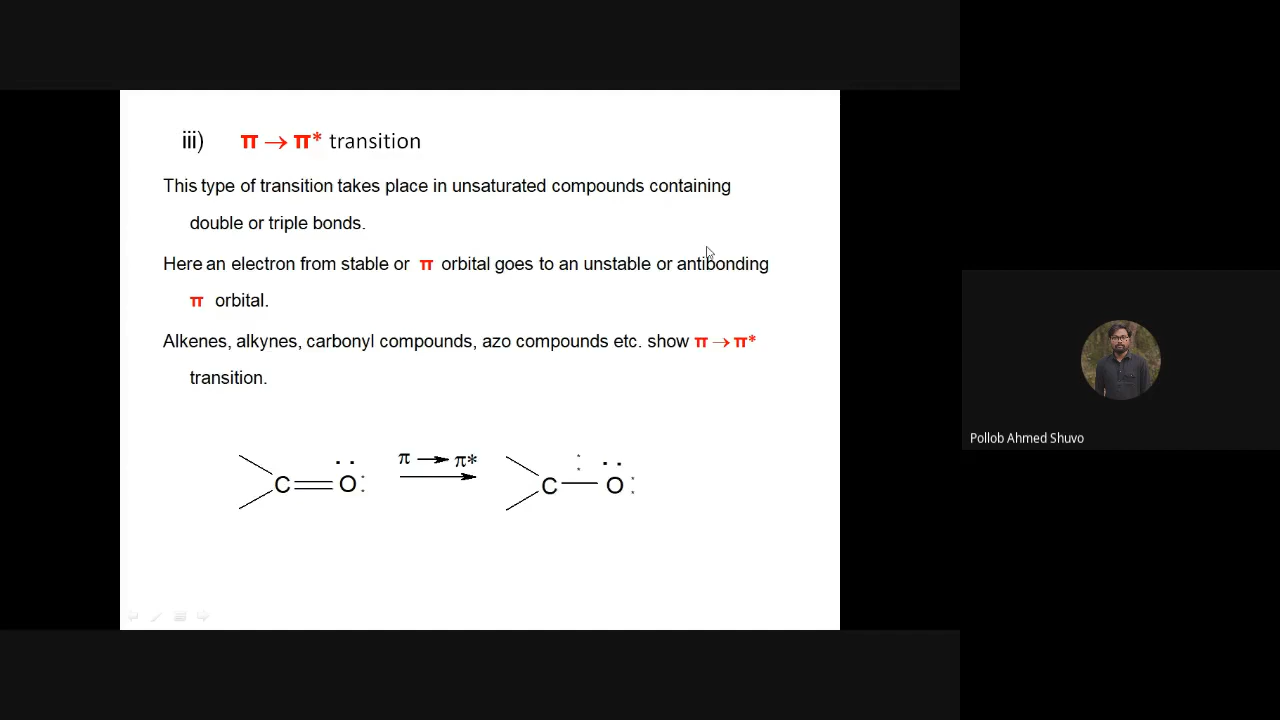 iii) π → π* transition
This type of transition takes place in unsaturated compounds containing
double or triple bonds.
Here an electron from stable or π orbital goes to an unstable or antibonding
π orbital.
Alkenes, alkynes, carbonyl compounds, azo compounds etc. show π → π*
transition.
π → π*
C O
C O
Pollob Ahmed Shuvo